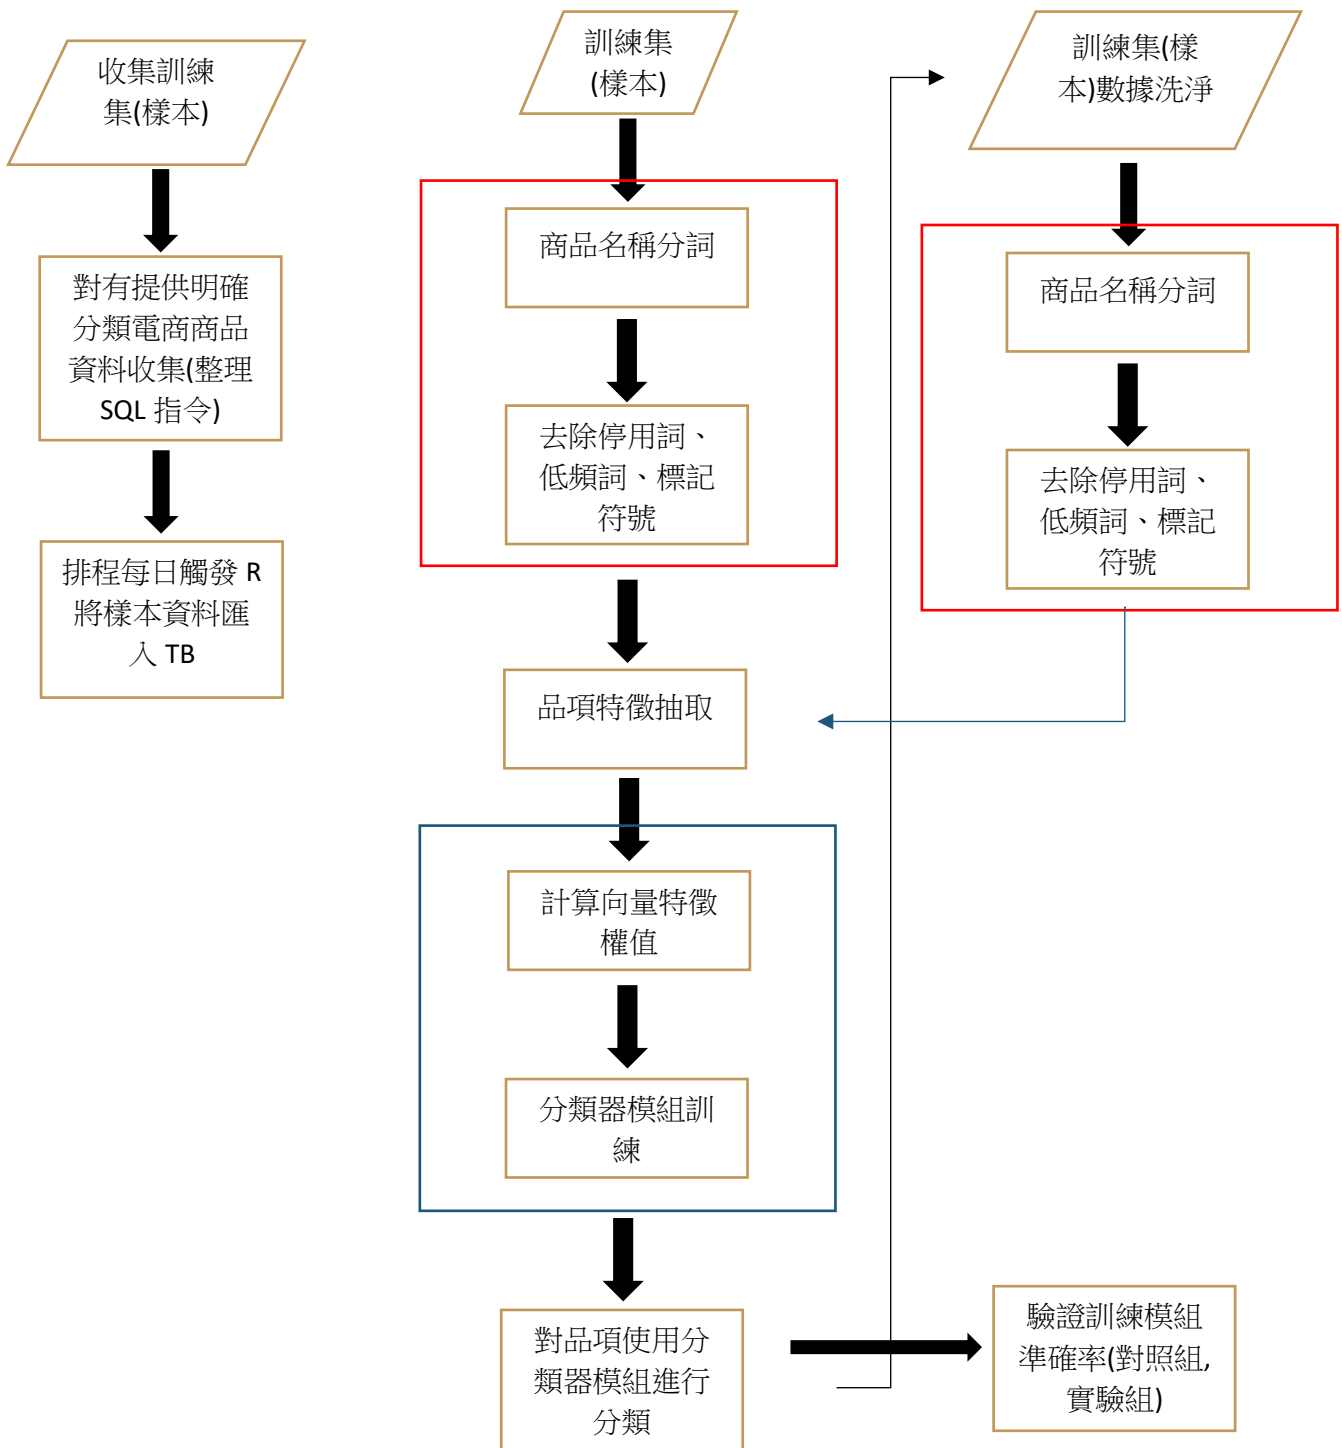 收集訓練
集(樣本)
對有提供明確
分類電商商品
資料收集(整理
SQL 指令)
排程每日觸發 R
將樣本資料匯
入 TB
訓練集
(樣本)
商品名稱分詞
去除停用詞、
低頻詞、標記
符號
品項特徵抽取
計算向量特徵
權值
分類器模組訓
練
對品項使用分
類器模組進行
分類
訓練集(樣
本)數據洗淨
商品名稱分詞
去除停用詞、
低頻詞、標記
符號
驗證訓練模組
準確率(對照組,
實驗組)